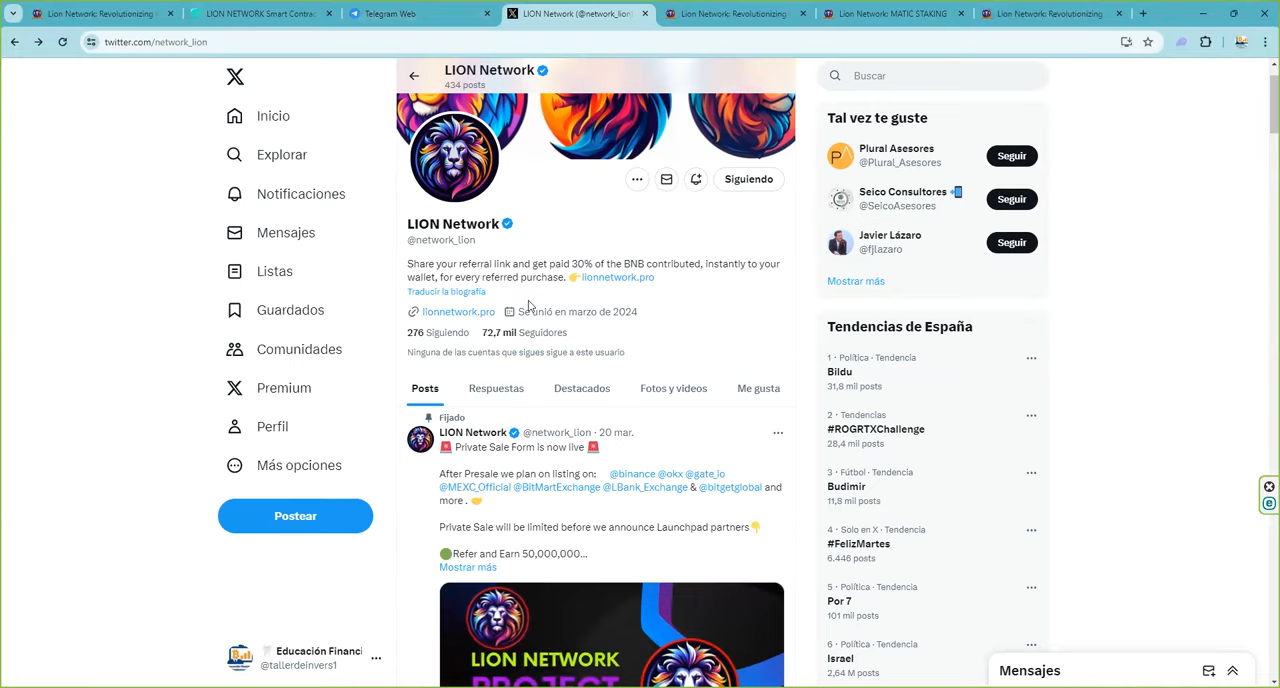 Lion Network: Revolutionizing
LION NETWORK Smart Contrac
Telegram Web
LION Network (@network_lion)
Lion Network: Revolutionizing
Lion Network: MATIC STAKING
Lion Network: Revolutionizing
twitter.com/network_lion
LION Network
434 posts
Inicio
Explorar
Notificaciones
Mensajes
Listas
Guardados
Comunidades
Premium
Perfil
Más opciones
Postear
Educación Financi
@tallerdeinvers1
Siguiendo
LION Network
@network_lion
Share your referral link and get paid 30% of the BNB contributed, instantly to your
wallet, for every referred purchase. 👉lionnetwork.pro
Traducir la biografía
lionnetwork.pro Se unió en marzo de 2024
276 Siguiendo 72,7 mil Seguidores
Ninguna de las cuentas que sigues sigue a este usuario
Posts Respuestas Destacados Fotos y videos Me gusta
Fijado
LION Network @network_lion · 20 mar.
🚨 Private Sale Form is now live 🚨
After Presale we plan on listing on: @binance @okx @gate_io
@MEXC_Official @BitMartExchange @LBank_Exchange & @bitgetglobal and
more . 🤝
Private Sale will be limited before we announce Launchpad partners👇
🟢Refer and Earn 50,000,000...
Mostrar más
LION NETWORK
PROJECT
Buscar
Tal vez te guste
Plural Asesores
@Plural_Asesores
Seguir
Seico Consultores 📲
@SeicoAsesores
Seguir
Javier Lázaro
@fjlazaro
Seguir
Mostrar más
Tendencias de España
1 · Política · Tendencia
Bildu
31,8 mil posts
2 · Tendencias
#ROGRTXChallenge
28,4 mil posts
3 · Fútbol · Tendencia
Budimir
11,8 mil posts
4 · Solo en X · Tendencia
#FelizMartes
6.446 posts
5 · Política · Tendencia
Por 7
101 mil posts
6 · Política · Tendencia
Israel
2,64 M posts
Mensajes